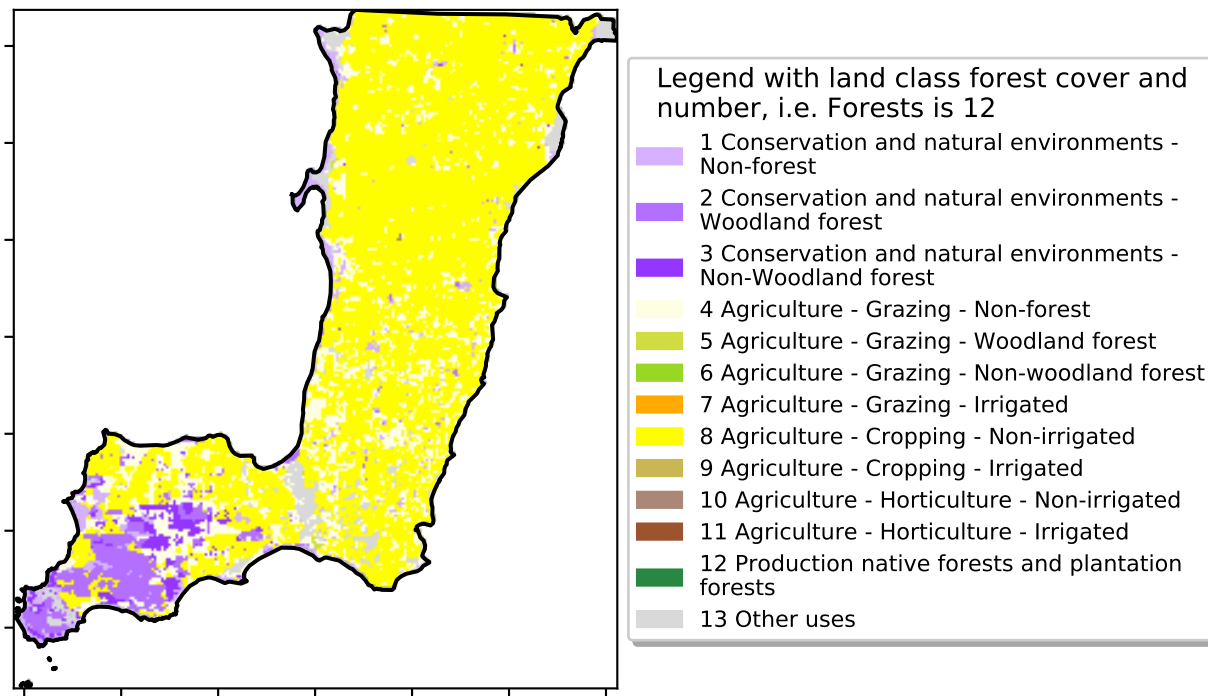 Legend with land class forest cover and
number, i.e. Forests is 12
1 Conservation and natural environments -
Non-forest
2 Conservation and natural environments -
Woodland forest
3 Conservation and natural environments -
Non-Woodland forest
4 Agriculture - Grazing - Non-forest
5 Agriculture - Grazing - Woodland forest
6 Agriculture - Grazing - Non-woodland forest
7 Agriculture - Grazing - Irrigated
8 Agriculture - Cropping - Non-irrigated
9 Agriculture - Cropping - Irrigated
10 Agriculture - Horticulture - Non-irrigated
11 Agriculture - Horticulture - Irrigated
12 Production native forests and plantation
forests
13 Other uses